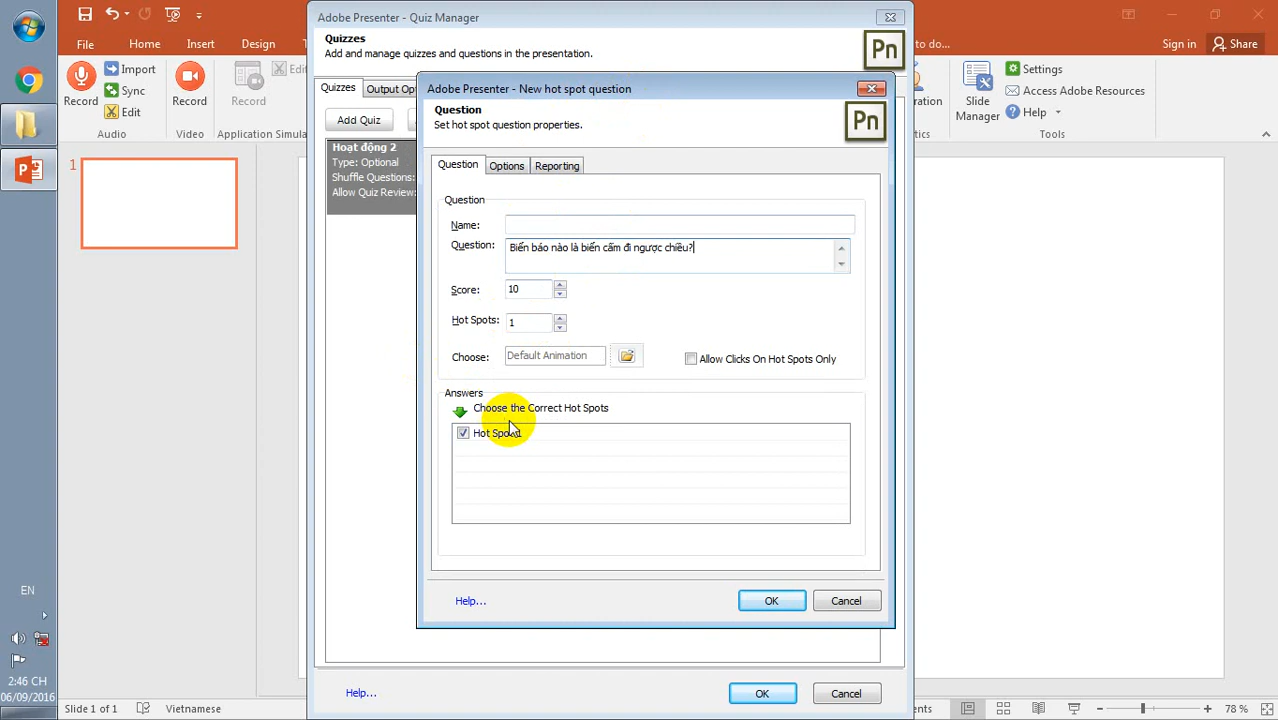 Adobe Presenter - Quiz Manager
Quizzes
Add and manage quizzes and questions in the presentation.
Pn
to do...
Sign in
Share
File
Home
Insert
Design
Record
Import
Sync
Edit
Record
Record
Edi
Audio
Video
Application Simula
Slide
Manager
Settings
Access Adobe Resources
Help
Tools
Quizzes
Output Opt
Add Quiz
Hoạt động 2
Type: Optional
Shuffle Questions:
Allow Quiz Review:
Adobe Presenter - New hot spot question
Question
Set hot spot question properties.
Pn
Question
Options
Reporting
Question
Name:
Question:
Biển báo nào là biển cấm đi ngược chiều?
Score:
10
Hot Spots:
1
Choose:
Default Animation
Allow Clicks On Hot Spots Only
Answers
Choose the Correct Hot Spots
Hot Spot 1
Help...
OK
Cancel
Help...
OK
Cancel
1
EN
2:46 CH
06/09/2016
Slide 1 of 1
Vietnamese
78 %